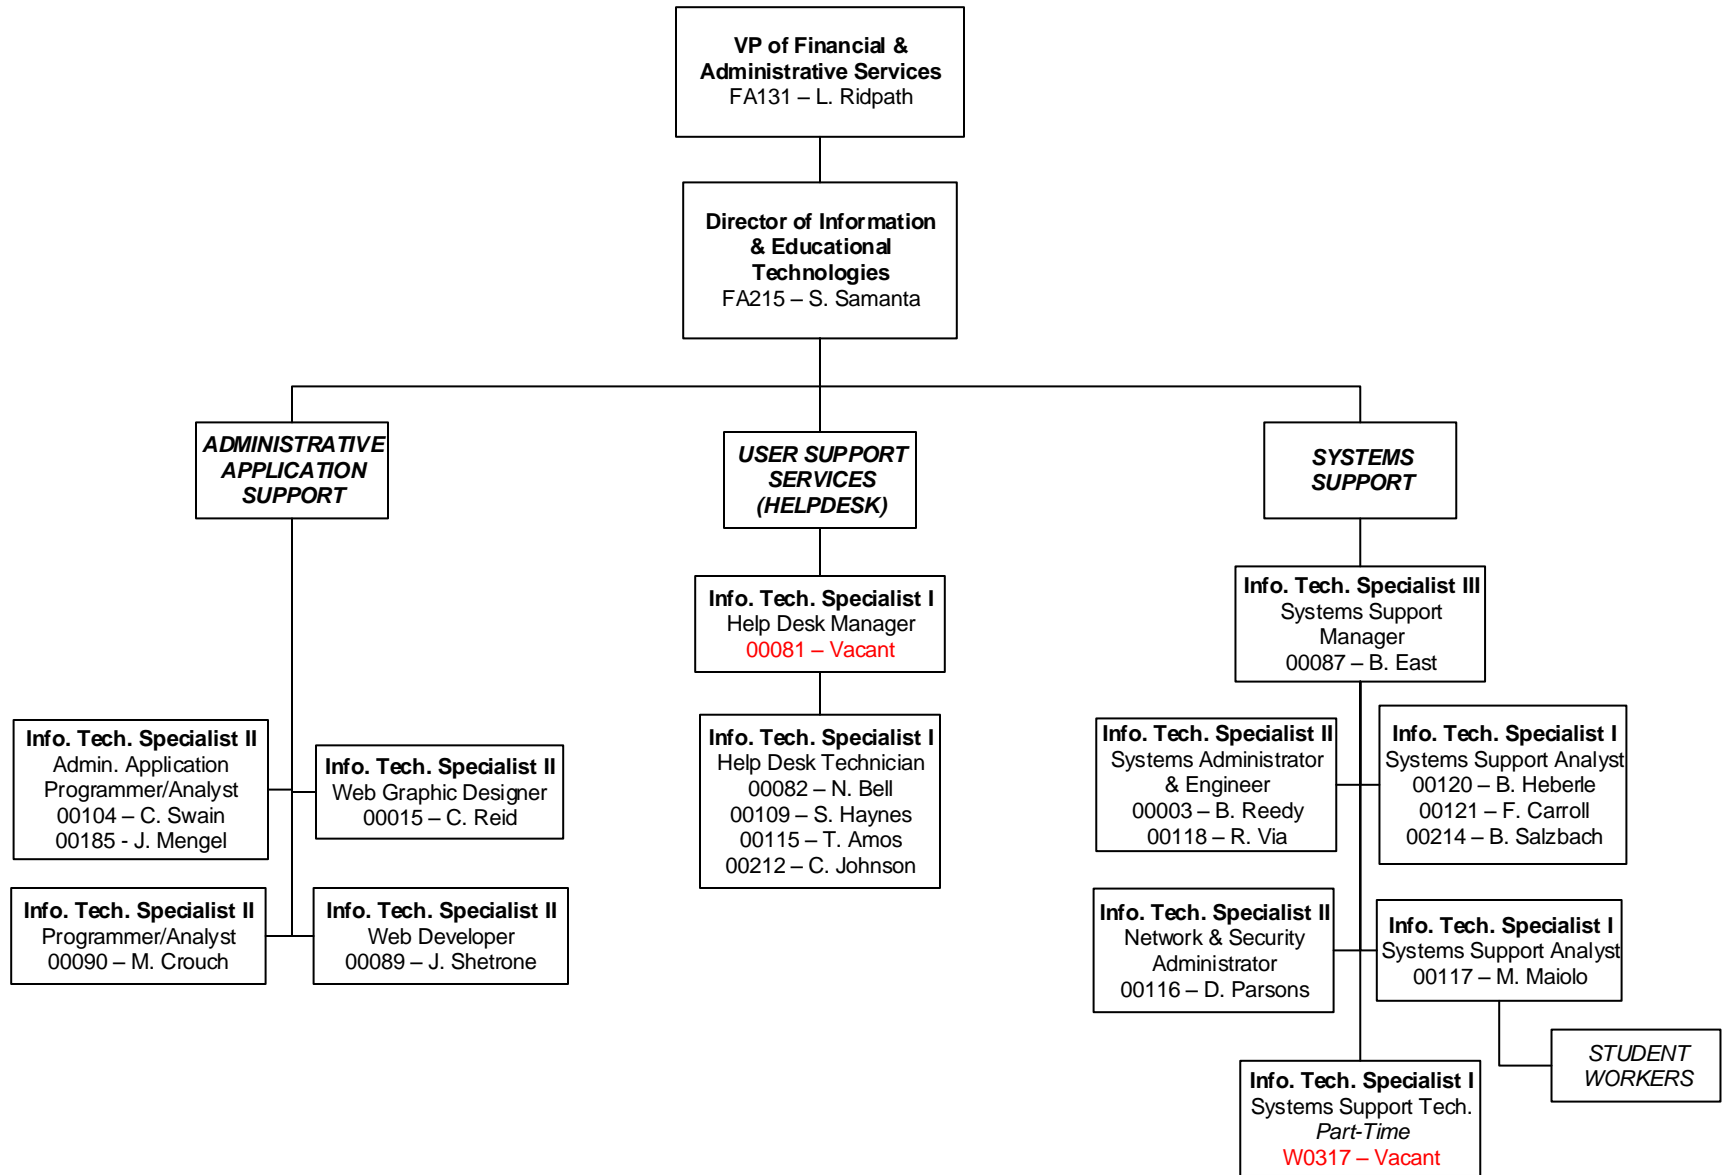 VP of Financial &
Administrative Services
FA131 – L. Ridpath
Director of Information
& Educational
Technologies
FA215 – S. Samanta
ADMINISTRATIVE
APPLICATION
SUPPORT
USER SUPPORT
SERVICES
(HELPDESK)
SYSTEMS
SUPPORT
Info. Tech. Specialist I
Help Desk Manager
00081 – Vacant
Info. Tech. Specialist III
Systems Support
Manager
00087 – B. East
Info. Tech. Specialist II
Admin. Application
Programmer/Analyst
00104 – C. Swain
00185 - J. Mengel
Info. Tech. Specialist II
Web Graphic Designer
00015 – C. Reid
Info. Tech. Specialist I
Help Desk Technician
00082 – N. Bell
00109 – S. Haynes
00115 – T. Amos
00212 – C. Johnson
Info. Tech. Specialist II
Systems Administrator
& Engineer
00003 – B. Reedy
00118 – R. Via
Info. Tech. Specialist I
Systems Support Analyst
00120 – B. Heberle
00121 – F. Carroll
00214 – B. Salzbach
Info. Tech. Specialist II
Programmer/Analyst
00090 – M. Crouch
Info. Tech. Specialist II
Web Developer
00089 – J. Shetrone
Info. Tech. Specialist II
Network & Security
Administrator
00116 – D. Parsons
Info. Tech. Specialist I
Systems Support Analyst
00117 – M. Maiolo
STUDENT
WORKERS
Info. Tech. Specialist I
Systems Support Tech.
Part-Time
W0317 – Vacant